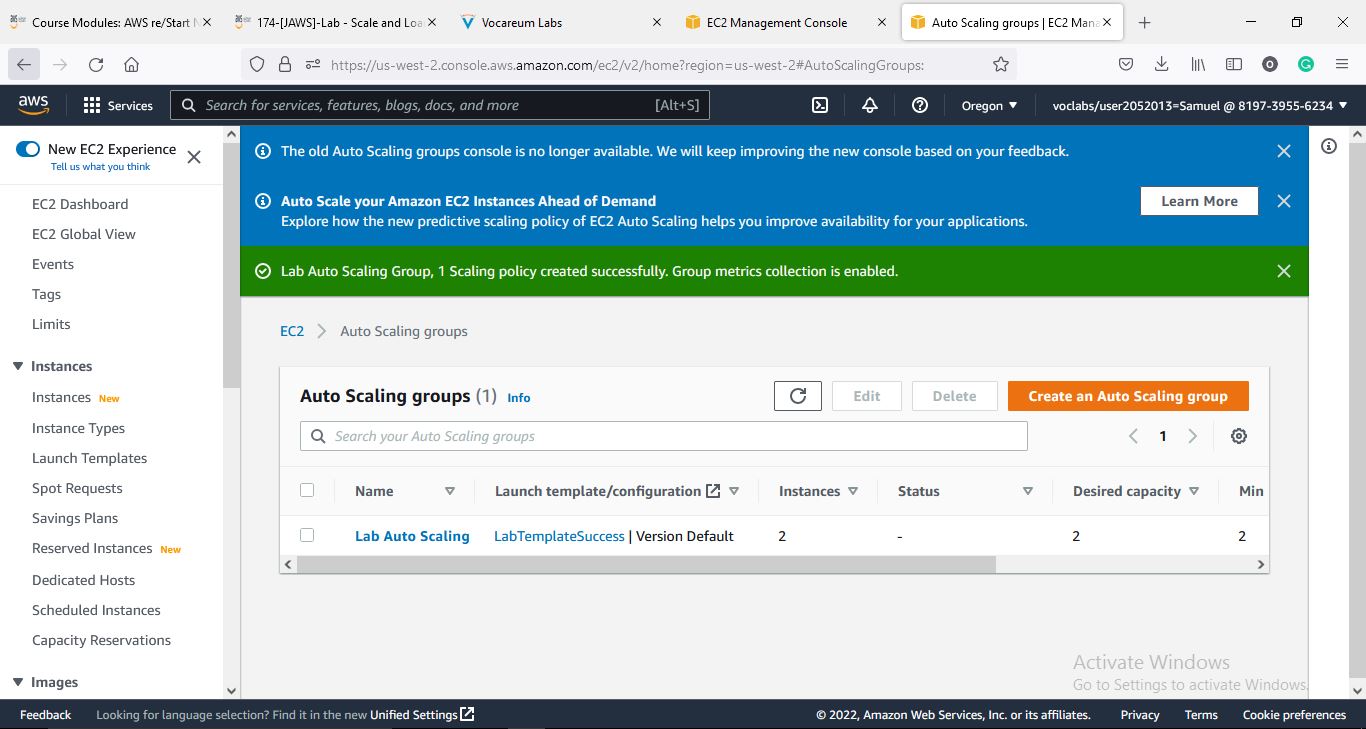 Course Modules: AWS re/Start N
174-[JAWS]-Lab - Scale and Loa
Vocareum Labs
EC2 Management Console
Auto Scaling groups | EC2 Mana
https://us-west-2.console.aws.amazon.com/ec2/v2/home?region=us-west-2#AutoScalingGroups:
aws
Services
Search for services, features, blogs, docs, and more
[Alt+S]
Oregon
voclabs/user2052013=Samuel @ 8197-3955-6234
New EC2 Experience
Tell us what you think
EC2 Dashboard
EC2 Global View
Events
Tags
Limits
Instances
Instances New
Instance Types
Launch Templates
Spot Requests
Savings Plans
Reserved Instances New
Dedicated Hosts
Scheduled Instances
Capacity Reservations
Images
The old Auto Scaling groups console is no longer available. We will keep improving the new console based on your feedback.
Auto Scale your Amazon EC2 Instances Ahead of Demand
Explore how the new predictive scaling policy of EC2 Auto Scaling helps you improve availability for your applications.
Learn More
Lab Auto Scaling Group, 1 Scaling policy created successfully. Group metrics collection is enabled.
EC2 Auto Scaling groups
Auto Scaling groups (1) Info
Edit
Delete
Create an Auto Scaling group
Search your Auto Scaling groups
1
Name Launch template/configuration Instances Status Desired capacity Min
Lab Auto Scaling LabTemplateSuccess | Version Default 2 - 2 2
Activate Windows
Go to Settings to activate Windows.
Feedback
Looking for language selection? Find it in the new Unified Settings
© 2022, Amazon Web Services, Inc. or its affiliates.
Privacy
Terms
Cookie preferences